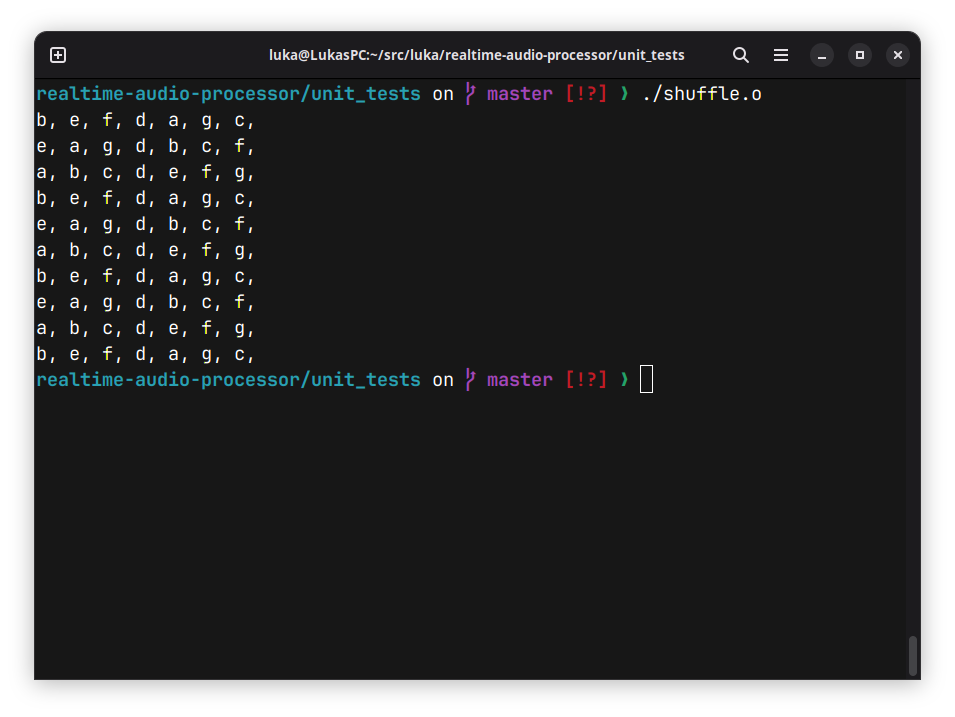 luka@LukasPC:~/src/luka/realtime-audio-processor/unit_tests
realtime-audio-processor/unit_tests on master [!?] ❯ ./shuffle.o
b, e, f, d, a, g, c,
e, a, g, d, b, c, f,
a, b, c, d, e, f, g,
b, e, f, d, a, g, c,
e, a, g, d, b, c, f,
a, b, c, d, e, f, g,
b, e, f, d, a, g, c,
e, a, g, d, b, c, f,
a, b, c, d, e, f, g,
b, e, f, d, a, g, c,
realtime-audio-processor/unit_tests on master [!?] ❯